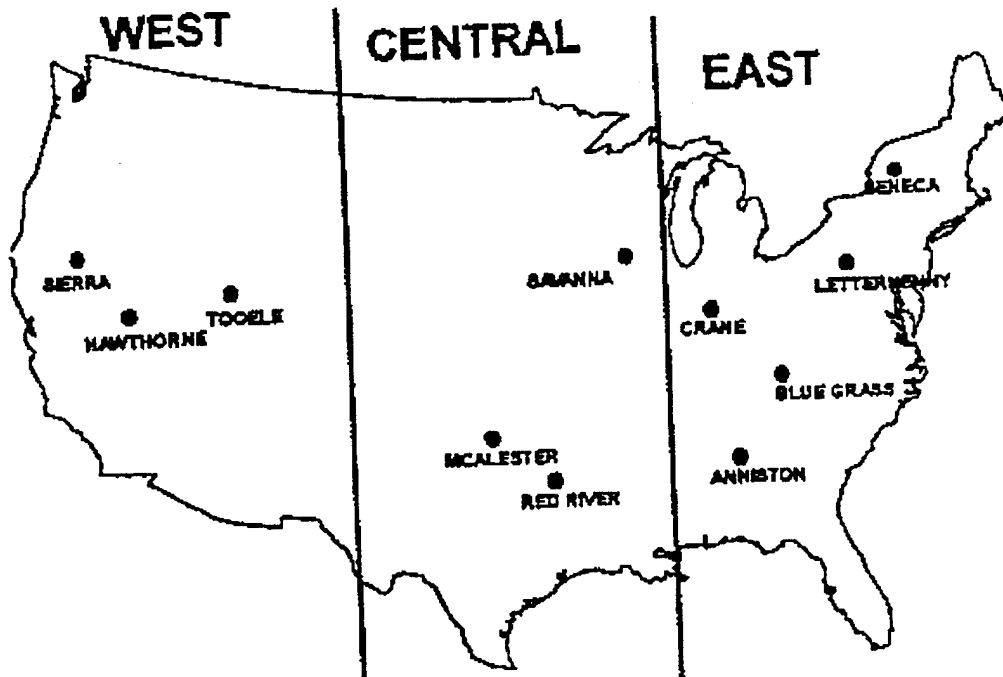 WEST
CENTRAL
EAST
SENECA
SIERRA
SAVANNA
LETTERKENNY
HAWTHORNE
TOOELE
CRANE
BLUE GRASS
MCALESTER
ANNISTON
RED RIVER